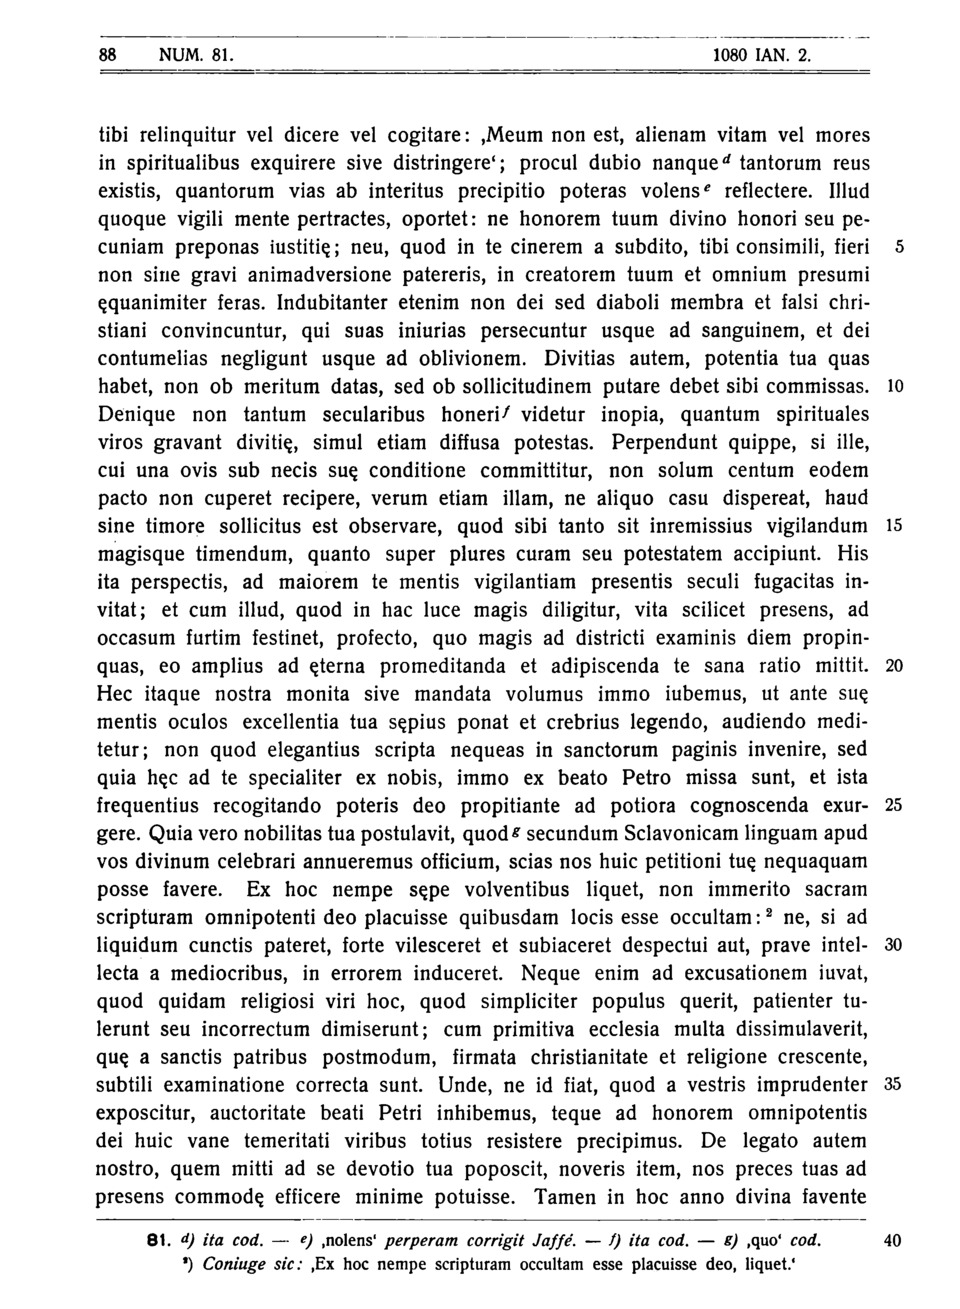 88 NUM. 81. 1080 IAN. 2.
tibi relinquitur vel dicere vel cogitare: ‚Meum non est, alienam vitam vel mores
in spiritualibus exquirere sive distringere‘; procul dubio nanque d tantorum reus
existis, quantorum vias ab interitus precipitio poteras volens e reflectere. Illud
quoque vigili mente pertractes, oportet: ne honorem tuum divino honori seu pe-
cuniam preponas iustitię; neu, quod in te cinerem a subdito, tibi consimili, fieri 5
non sine gravi animadversione patereris, in creatorem tuum et omnium presumi
ęquanimiter feras. Indubitanter etenim non dei sed diaboli membra et falsi chri-
stiani convincuntur, qui suas iniurias persecuntur usque ad sanguinem, et dei
contumelias negligunt usque ad oblivionem. Divitias autem, potentia tua quas
habet, non ob meritum datas, sed ob sollicitudinem putare debet sibi commissas. 10
Denique non tantum secularibus honeri f videtur inopia, quantum spirituales
viros gravant divitię, simul etiam diffusa potestas. Perpendunt quippe, si ille,
cui una ovis sub necis suę conditione committitur, non solum centum eodem
pacto non cuperet recipere, verum etiam illam, ne aliquo casu dispereat, haud
sine timore sollicitus est observare, quod sibi tanto sit inremissius vigilandum 15
magisque timendum, quanto super plures curam seu potestatem accipiunt. His
ita perspectis, ad maiorem te mentis vigilantiam presentis seculi fugacitas in-
vitat; et cum illud, quod in hac luce magis diligitur, vita scilicet presens, ad
occasum furtim festinet, profecto, quo magis ad districti examinis diem propin-
quas, eo amplius ad ęterna promeditanda et adipiscenda te sana ratio mittit. 20
Hec itaque nostra monita sive mandata volumus immo iubemus, ut ante suę
mentis oculos excellentia tua sępius ponat et crebrius legendo, audiendo medi-
tetur; non quod elegantius scripta nequeas in sanctorum paginis invenire, sed
quia hęc ad te specialiter ex nobis, immo ex beato Petro missa sunt, et ista
frequentius recogitando poteris deo propitiante ad potiora cognoscenda exur- 25
gere. Quia vero nobilitas tua postulavit, quod g secundum Sclavonicam linguam apud
vos divinum celebrari annueremus officium, scias nos huic petitioni tuę nequaquam
posse favere. Ex hoc nempe sępe volventibus liquet, non immerito sacram
scripturam omnipotenti deo placuisse quibusdam locis esse occultam: ² ne, si ad
liquidum cunctis pateret, forte vilesceret et subiaceret despectui aut, prave intel- 30
lecta a mediocribus, in errorem induceret. Neque enim ad excusationem iuvat,
quod quidam religiosi viri hoc, quod simpliciter populus querit, patienter tu-
lerunt seu incorrectum dimiserunt; cum primitiva ecclesia multa dissimulaverit,
quę a sanctis patribus postmodum, firmata christianitate et religione crescente,
subtili examinatione correcta sunt. Unde, ne id fiat, quod a vestris imprudenter 35
exposcitur, auctoritate beati Petri inhibemus, teque ad honorem omnipotentis
dei huic vane temeritati viribus totius resistere precipimus. De legato autem
nostro, quem mitti ad se devotio tua poposcit, noveris item, nos preces tuas ad
presens commodę efficere minime potuisse. Tamen in hoc anno divina favente
81. d) ita cod. — e) ‚nolens‘ perperam corrigit Jaffé. — f) ita cod. — g) ‚quo‘ cod. 40
²) Coniuge sic: ‚Ex hoc nempe scripturam occultam esse placuisse deo, liquet.‘